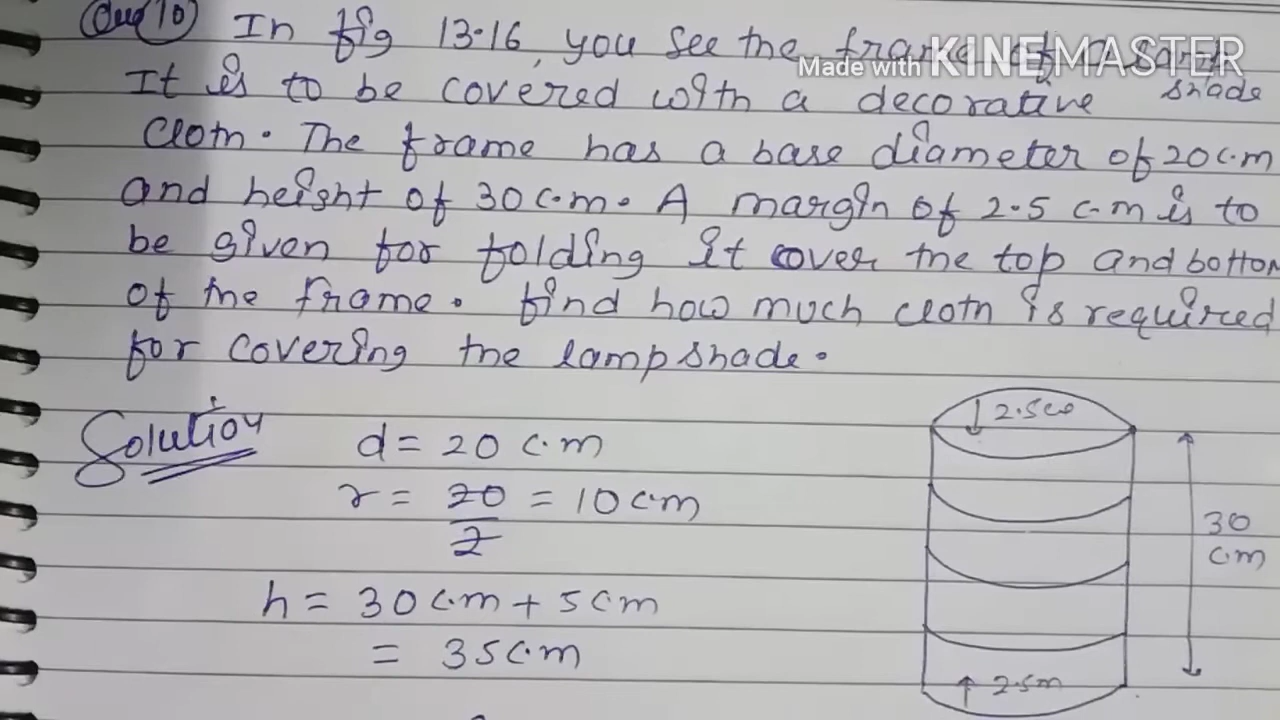 Que 10 In fig 13.16, you see the frame of a
Made with KINEMASTER
It is to be covered with a decorative shade
cloth. The frame has a base diameter of 20 c.m
and height of 30 c.m. A margin of 2.5 c.m is to
be given for folding it cover the top and bottom
of the frame. find how much cloth is required
for covering the lampshade.
Solution
d = 20 c.m
r = 20/2 = 10 cm
h = 30 c.m + 5 cm
= 35 c.m
2.5
30
c.m
2.5m